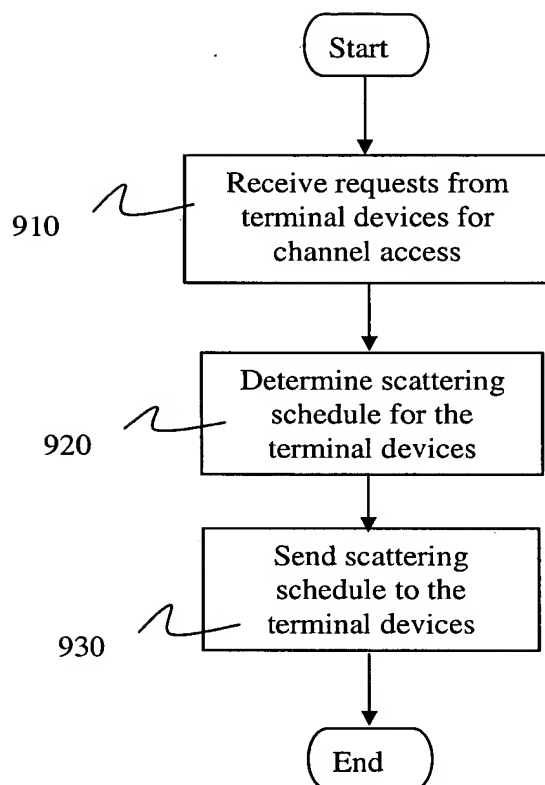 Start
Receive requests from
terminal devices for
channel access
910
Determine scattering
schedule for the
terminal devices
920
Send scattering
schedule to the
terminal devices
930
End